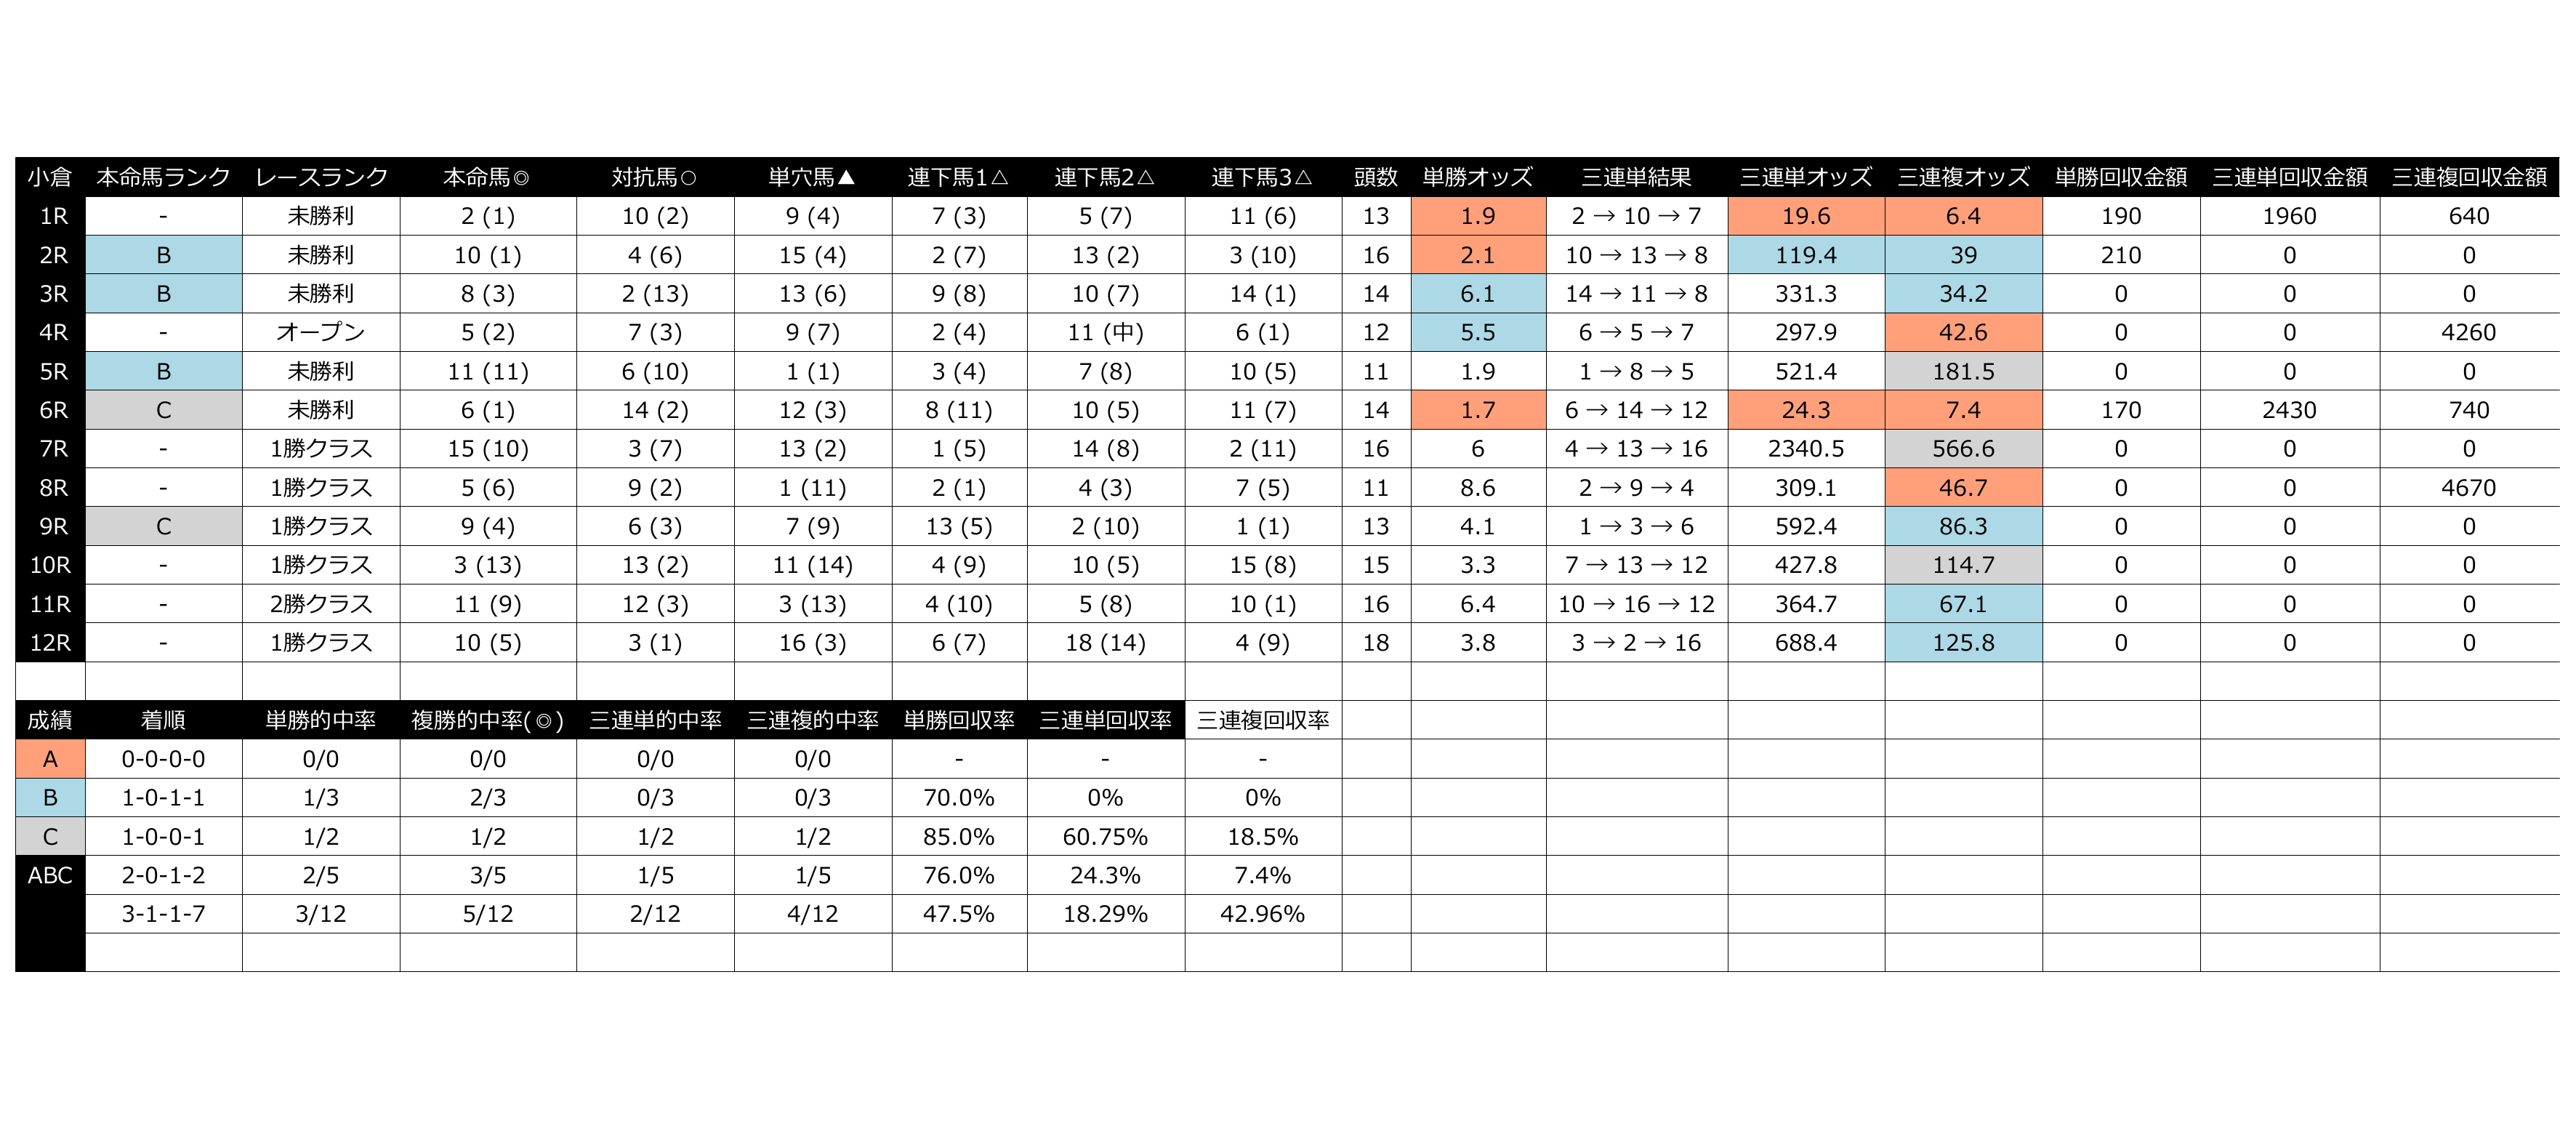 小倉 本命馬ランク レースランク 本命馬◎ 対抗馬○ 単穴馬▲ 連下馬1△ 連下馬2△ 連下馬3△ 頭数 単勝オッズ 三連単結果 三連単オッズ 三連複オッズ 単勝回収金額 三連単回収金額 三連複回収金額
1R - 未勝利 2 (1) 10 (2) 9 (4) 7 (3) 5 (7) 11 (6) 13 1.9 2 → 10 → 7 19.6 6.4 190 1960 640
2R B 未勝利 10 (1) 4 (6) 15 (4) 2 (7) 13 (2) 3 (10) 16 2.1 10 → 13 → 8 119.4 39 210 0 0
3R B 未勝利 8 (3) 2 (13) 13 (6) 9 (8) 10 (7) 14 (1) 14 6.1 14 → 11 → 8 331.3 34.2 0 0 0
4R - オープン 5 (2) 7 (3) 9 (7) 2 (4) 11 (中) 6 (1) 12 5.5 6 → 5 → 7 297.9 42.6 0 0 4260
5R B 未勝利 11 (11) 6 (10) 1 (1) 3 (4) 7 (8) 10 (5) 11 1.9 1 → 8 → 5 521.4 181.5 0 0 0
6R C 未勝利 6 (1) 14 (2) 12 (3) 8 (11) 10 (5) 11 (7) 14 1.7 6 → 14 → 12 24.3 7.4 170 2430 740
7R - 1勝クラス 15 (10) 3 (7) 13 (2) 1 (5) 14 (8) 2 (11) 16 6 4 → 13 → 16 2340.5 566.6 0 0 0
8R - 1勝クラス 5 (6) 9 (2) 1 (11) 2 (1) 4 (3) 7 (5) 11 8.6 2 → 9 → 4 309.1 46.7 0 0 4670
9R C 1勝クラス 9 (4) 6 (3) 7 (9) 13 (5) 2 (10) 1 (1) 13 4.1 1 → 3 → 6 592.4 86.3 0 0 0
10R - 1勝クラス 3 (13) 13 (2) 11 (14) 4 (9) 10 (5) 15 (8) 15 3.3 7 → 13 → 12 427.8 114.7 0 0 0
11R - 2勝クラス 11 (9) 12 (3) 3 (13) 4 (10) 5 (8) 10 (1) 16 6.4 10 → 16 → 12 364.7 67.1 0 0 0
12R - 1勝クラス 10 (5) 3 (1) 16 (3) 6 (7) 18 (14) 4 (9) 18 3.8 3 → 2 → 16 688.4 125.8 0 0 0
成績 着順 単勝的中率 複勝的中率(◎) 三連単的中率 三連複的中率 単勝回収率 三連単回収率 三連複回収率
A 0-0-0-0 0/0 0/0 0/0 0/0 - - -
B 1-0-1-1 1/3 2/3 0/3 0/3 70.0% 0% 0%
C 1-0-0-1 1/2 1/2 1/2 1/2 85.0% 60.75% 18.5%
ABC 2-0-1-2 2/5 3/5 1/5 1/5 76.0% 24.3% 7.4%
3-1-1-7 3/12 5/12 2/12 4/12 47.5% 18.29% 42.96%